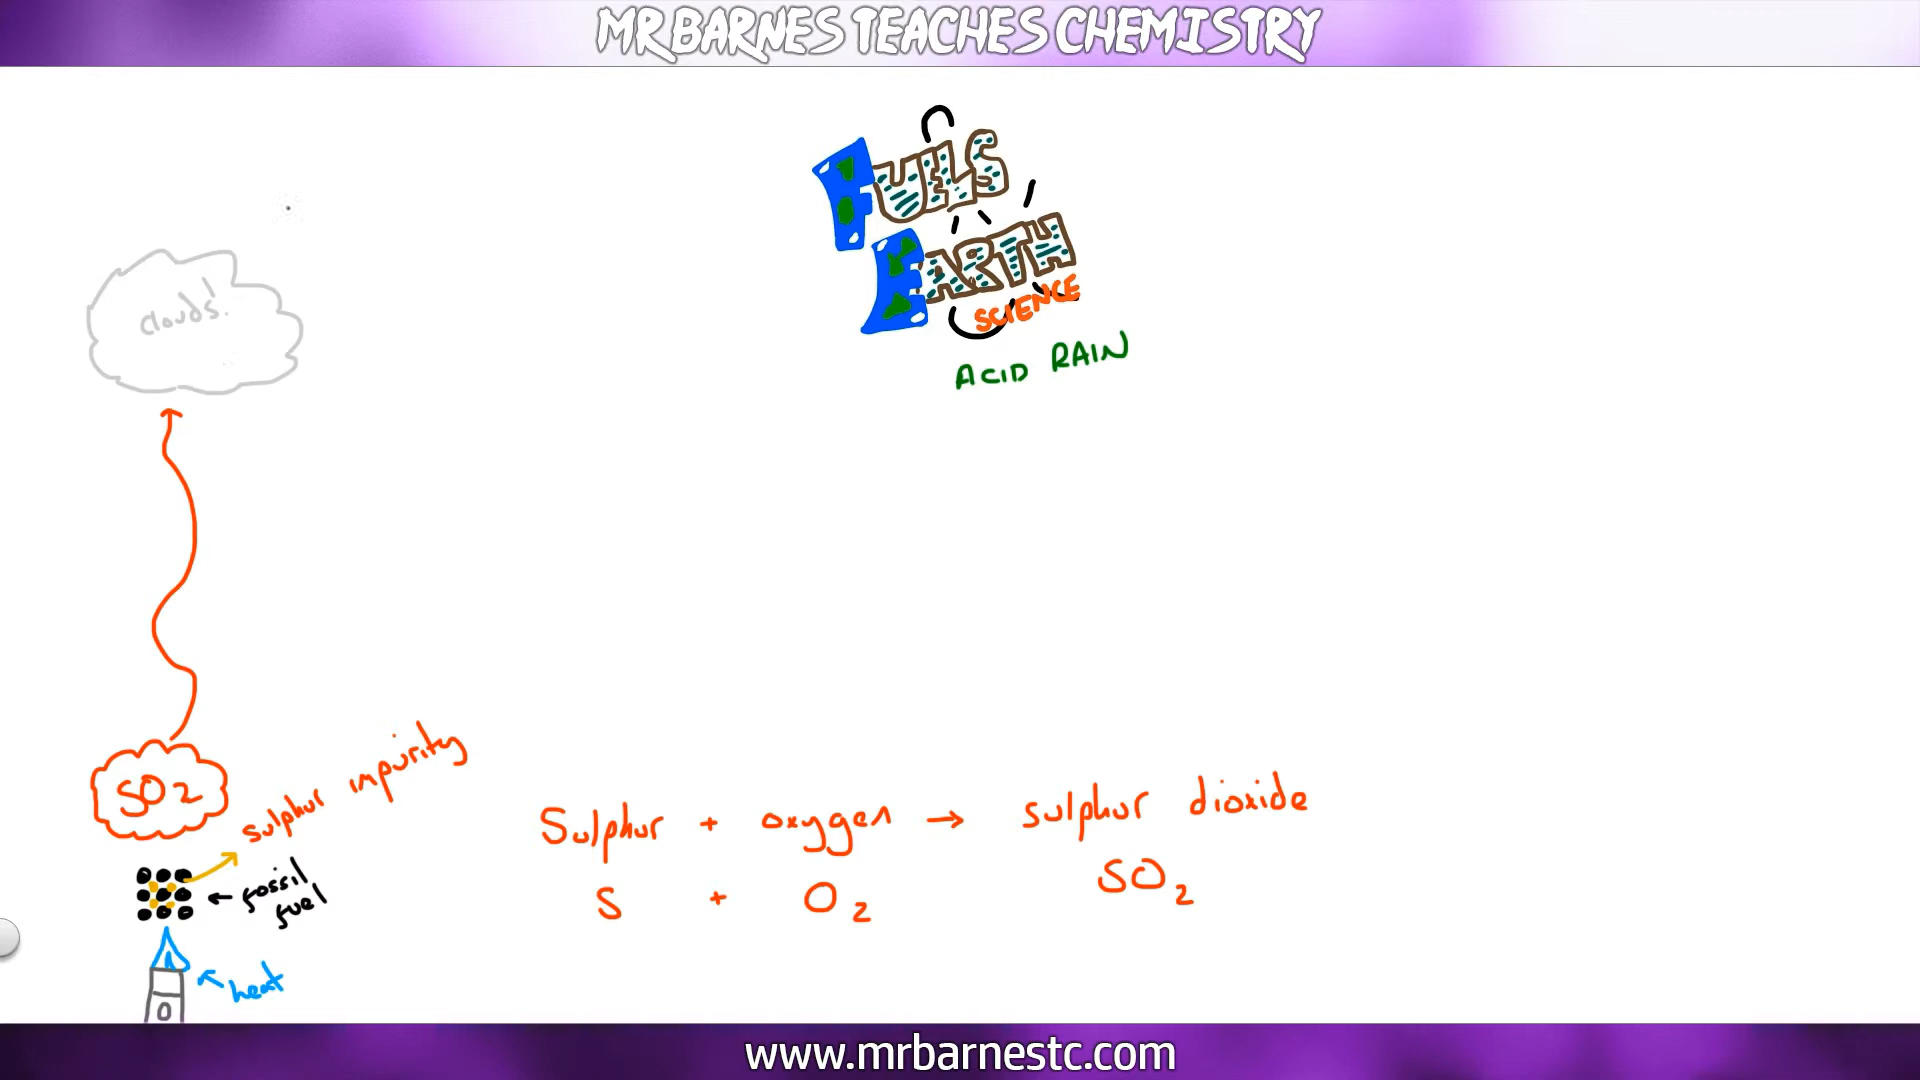 MR BARNES TEACHES CHEMISTRY
FUELS
EARTH
SCIENCE
ACID RAIN
clouds!
SO2
sulphur impurity
fossil
fuel
heat
Sulphur + oxygen → sulphur dioxide
S + O₂ SO₂
www.mrbarnestc.com